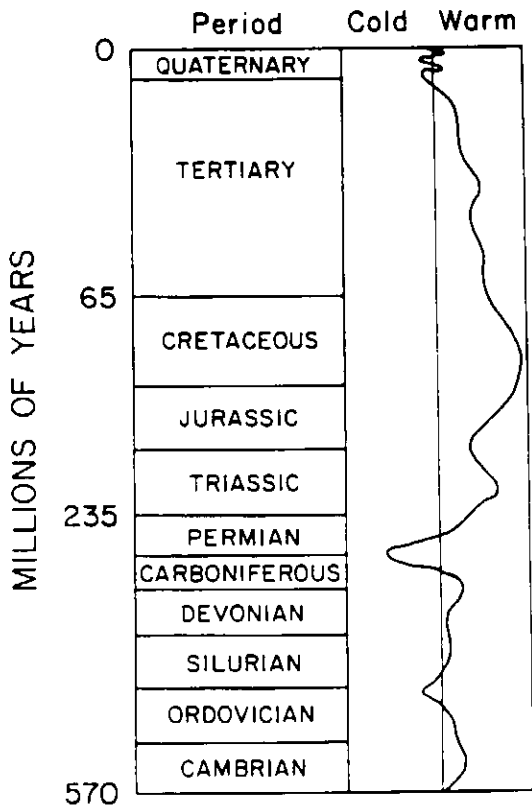 Period Cold Warm
0
QUATERNARY
TERTIARY
65
CRETACEOUS
JURASSIC
TRIASSIC
235
PERMIAN
CARBONIFEROUS
DEVONIAN
SILURIAN
ORDOVICIAN
CAMBRIAN
570
MILLIONS OF YEARS